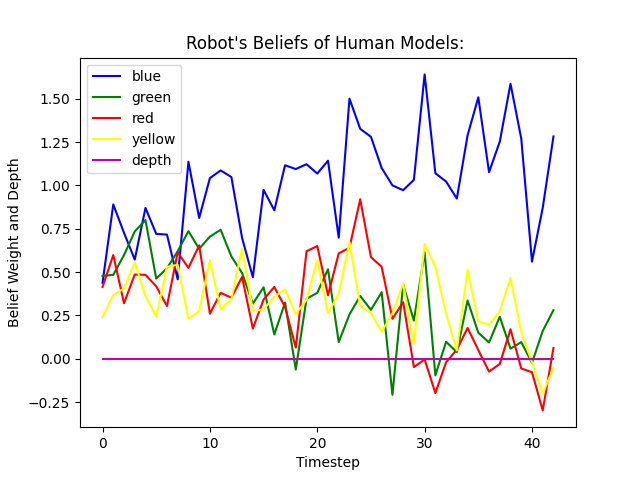 Robot's Beliefs of Human Models:
blue
green
red
yellow
depth
Belief Weight and Depth
1.50
1.25
1.00
0.75
0.50
0.25
0.00
−0.25
0 10 20 30 40
Timestep